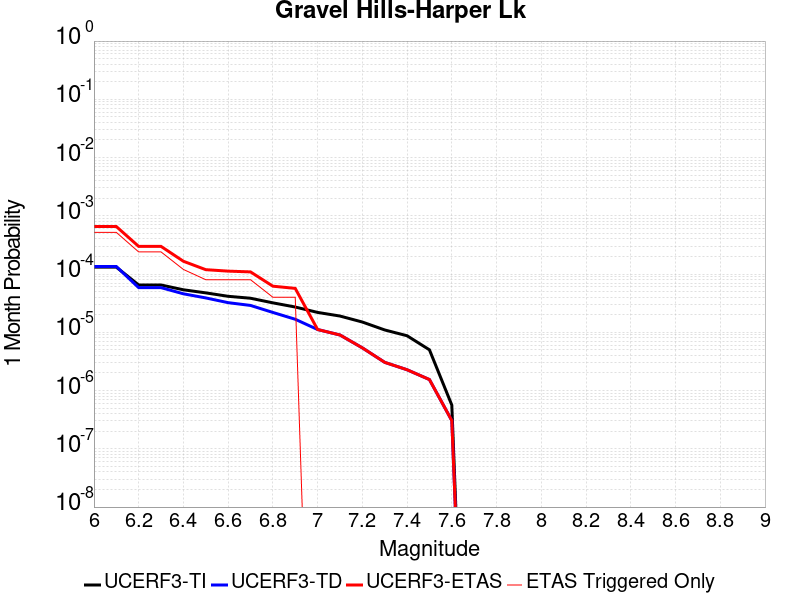 Gravel Hills-Harper Lk
10^0
10^-1
10^-2
10^-3
10^-4
10^-5
10^-6
10^-7
10^-8
1 Month Probability
6 6.2 6.4 6.6 6.8 7 7.2 7.4 7.6 7.8 8 8.2 8.4 8.6 8.8 9
Magnitude
UCERF3-TI UCERF3-TD UCERF3-ETAS ETAS Triggered Only